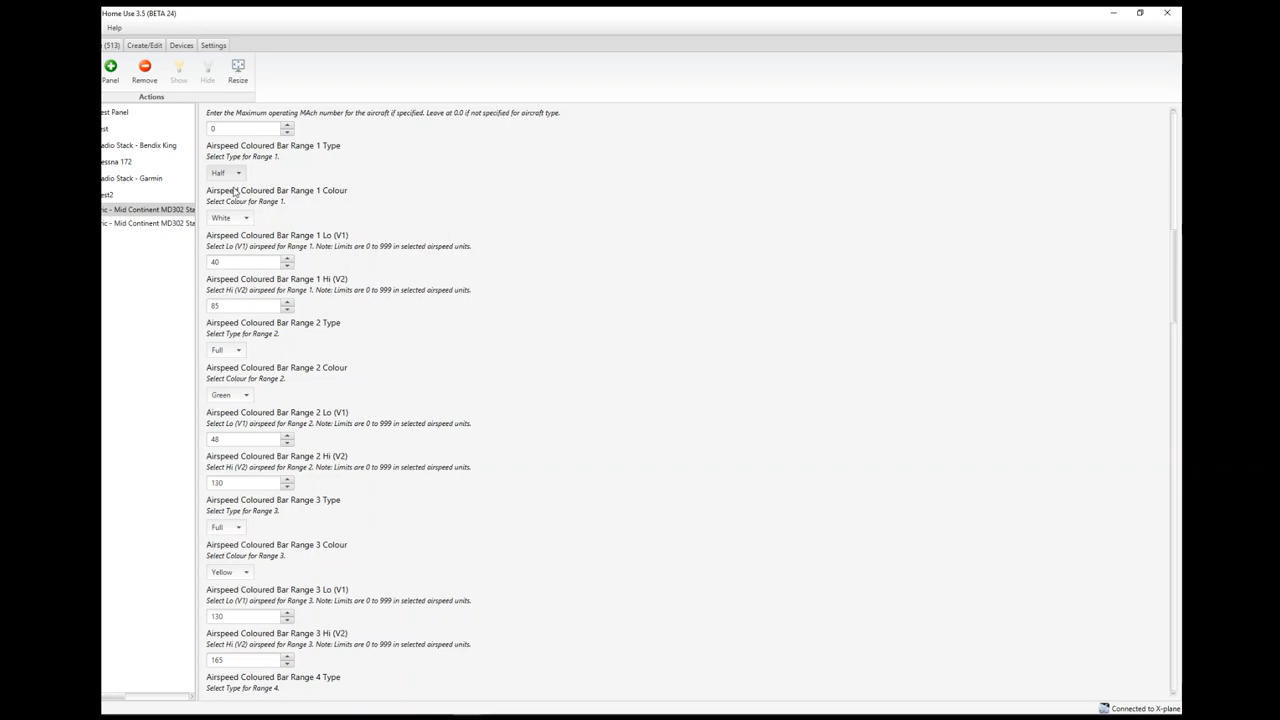 Home Use 3.5 (BETA 24)
Help
(513)
Create/Edit
Devices
Settings
Panel
Remove
Show
Hide
Resize
Actions
est Panel
est
adio Stack - Bendix King
essna 172
adio Stack - Garmin
est2
ric - Mid Continent MD302 Sta
ric - Mid Continent MD302 Sta
Enter the Maximum operating MAch number for the aircraft if specified. Leave at 0.0 if not specified for aircraft type.
0
Airspeed Coloured Bar Range 1 Type
Select Type for Range 1.
Half
Airspeed Coloured Bar Range 1 Colour
Select Colour for Range 1.
White
Airspeed Coloured Bar Range 1 Lo (V1)
Select Lo (V1) airspeed for Range 1. Note: Limits are 0 to 999 in selected airspeed units.
40
Airspeed Coloured Bar Range 1 Hi (V2)
Select Hi (V2) airspeed for Range 1. Note: Limits are 0 to 999 in selected airspeed units.
85
Airspeed Coloured Bar Range 2 Type
Select Type for Range 2.
Full
Airspeed Coloured Bar Range 2 Colour
Select Colour for Range 2.
Green
Airspeed Coloured Bar Range 2 Lo (V1)
Select Lo (V1) airspeed for Range 2. Note: Limits are 0 to 999 in selected airspeed units.
48
Airspeed Coloured Bar Range 2 Hi (V2)
Select Hi (V2) airspeed for Range 2. Note: Limits are 0 to 999 in selected airspeed units.
130
Airspeed Coloured Bar Range 3 Type
Select Type for Range 3.
Full
Airspeed Coloured Bar Range 3 Colour
Select Colour for Range 3.
Yellow
Airspeed Coloured Bar Range 3 Lo (V1)
Select Lo (V1) airspeed for Range 3. Note: Limits are 0 to 999 in selected airspeed units.
130
Airspeed Coloured Bar Range 3 Hi (V2)
Select Hi (V2) airspeed for Range 3. Note: Limits are 0 to 999 in selected airspeed units.
165
Airspeed Coloured Bar Range 4 Type
Select Type for Range 4.
Connected to X-plane